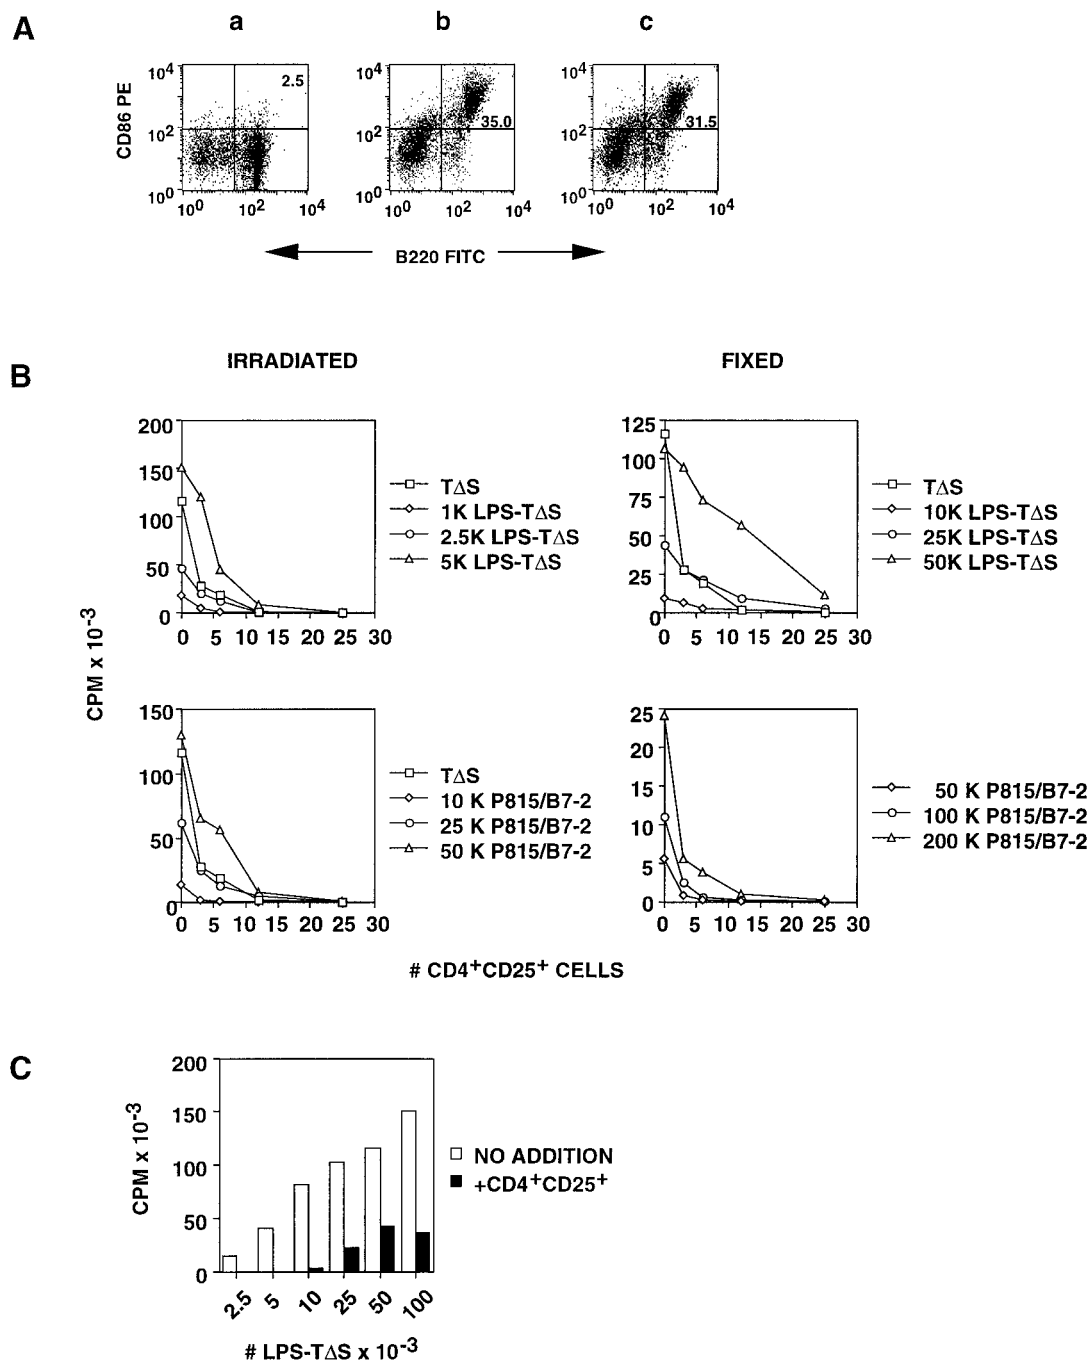 A
a
b
c
CD86 PE
10^4
10^2
10^0
2.5
10^0 10^2 10^4
10^4
10^2
10^0
35.0
10^0 10^2 10^4
10^4
10^2
10^0
31.5
10^0 10^2 10^4
B220 FITC
B
IRRADIATED
FIXED
CPM x 10^-3
200
150
100
50
0
0 5 10 15 20 25 30
TΔS
1K LPS-TΔS
2.5K LPS-TΔS
5K LPS-TΔS
125
100
75
50
25
0
0 5 10 15 20 25 30
TΔS
10K LPS-TΔS
25K LPS-TΔS
50K LPS-TΔS
150
100
50
0
0 5 10 15 20 25 30
TΔS
10 K P815/B7-2
25 K P815/B7-2
50 K P815/B7-2
25
20
15
10
5
0
0 5 10 15 20 25 30
50 K P815/B7-2
100 K P815/B7-2
200 K P815/B7-2
# CD4+CD25+ CELLS
C
CPM x 10^-3
200
150
100
50
0
2.5 5 10 25 50 100
NO ADDITION
+CD4+CD25+
# LPS-TΔS x 10^-3